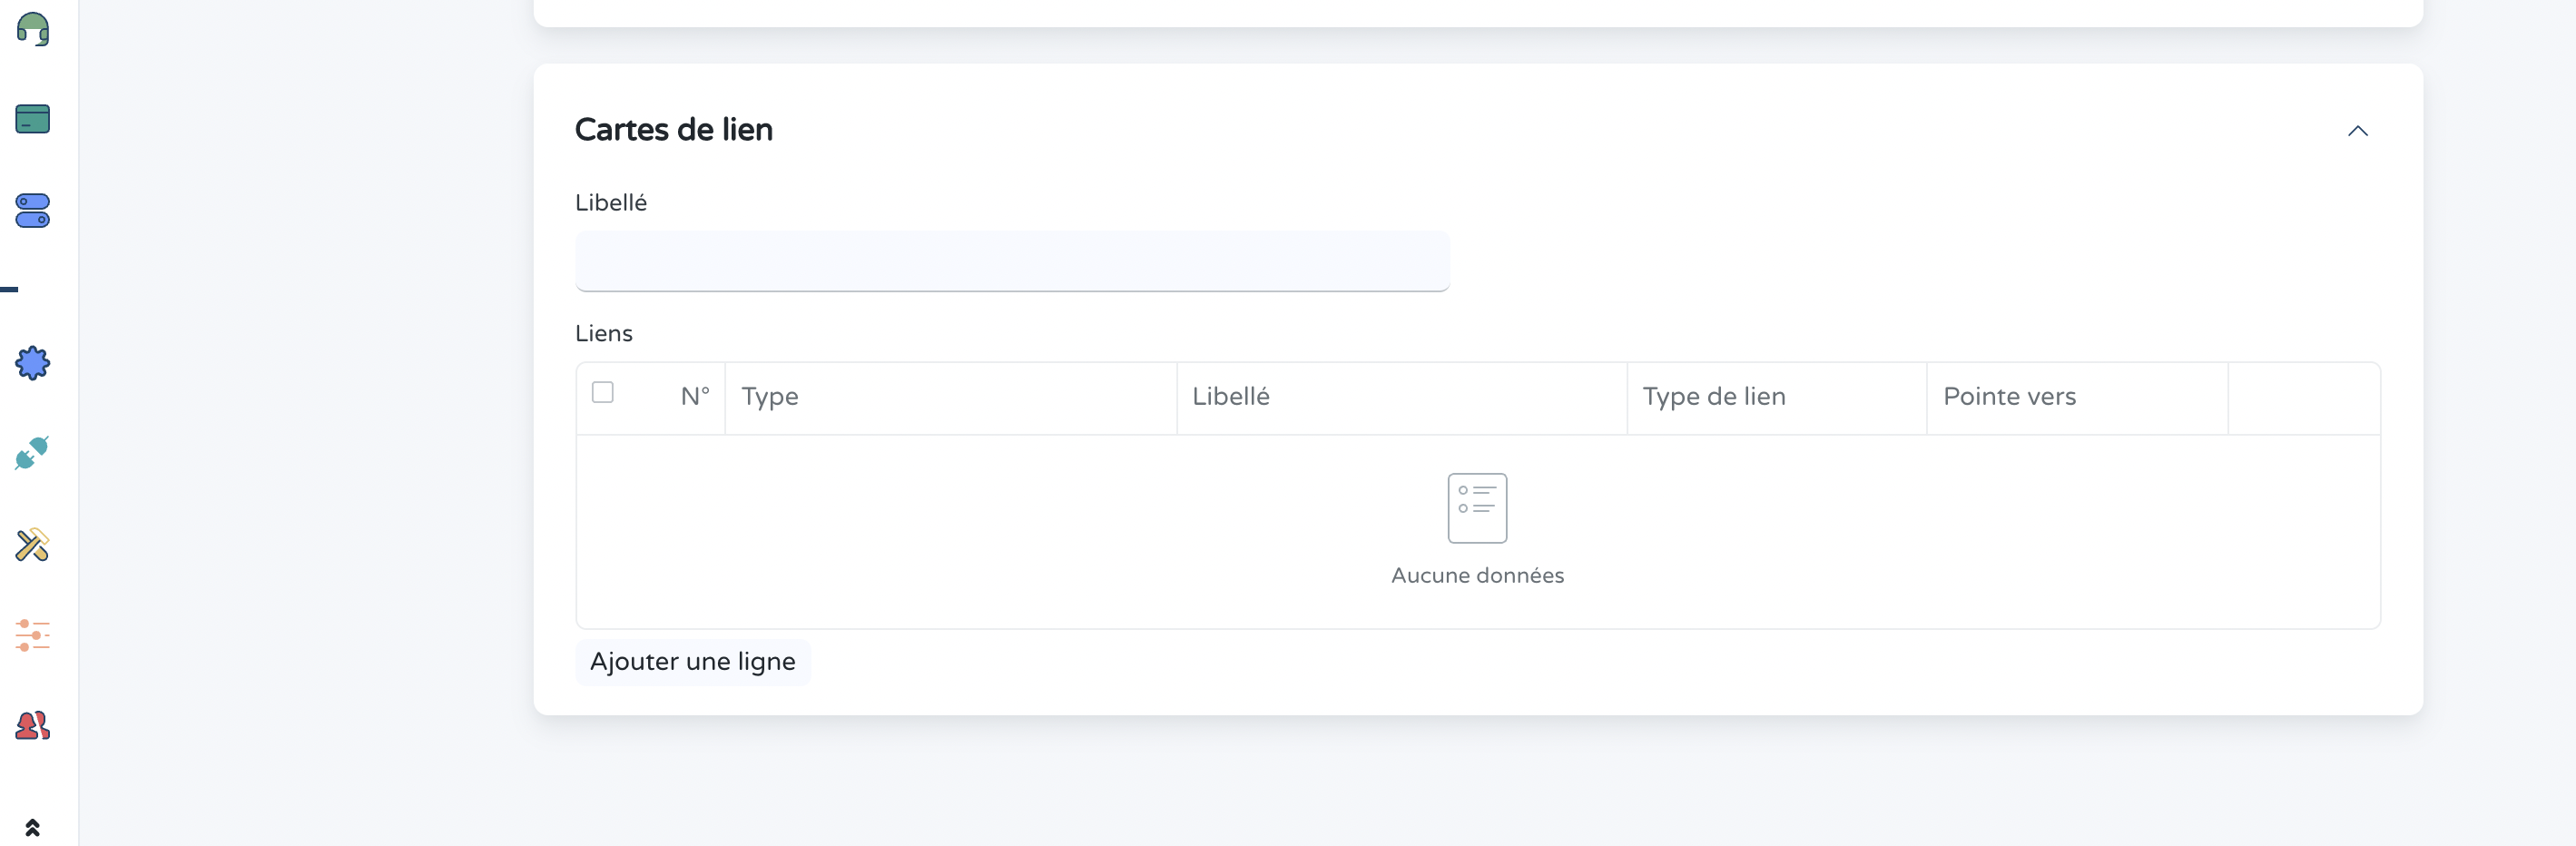 Cartes de lien
Libellé
Liens
N° Type Libellé Type de lien Pointe vers
Aucune données
Ajouter une ligne